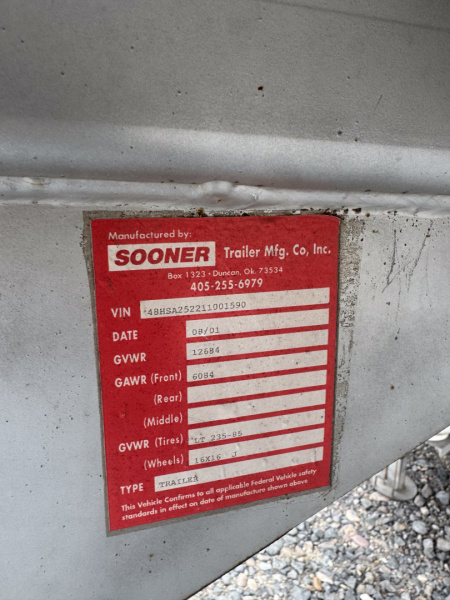 Manufactured by:
SOONER Trailer Mfg. Co, Inc.
Box 1323 • Duncan, Ok. 73534
405-255-6979
VIN 48HSA252211001590
DATE 08/01
GVWR 12684
GAWR (Front) 6084
(Rear)
(Middle)
GVWR (Tires) LT 235-85
(Wheels) 16X16 J
TYPE TRAILER
This Vehicle Confirms to all applicable Federal Vehicle safety
standards in effect on date of manufacture shown above